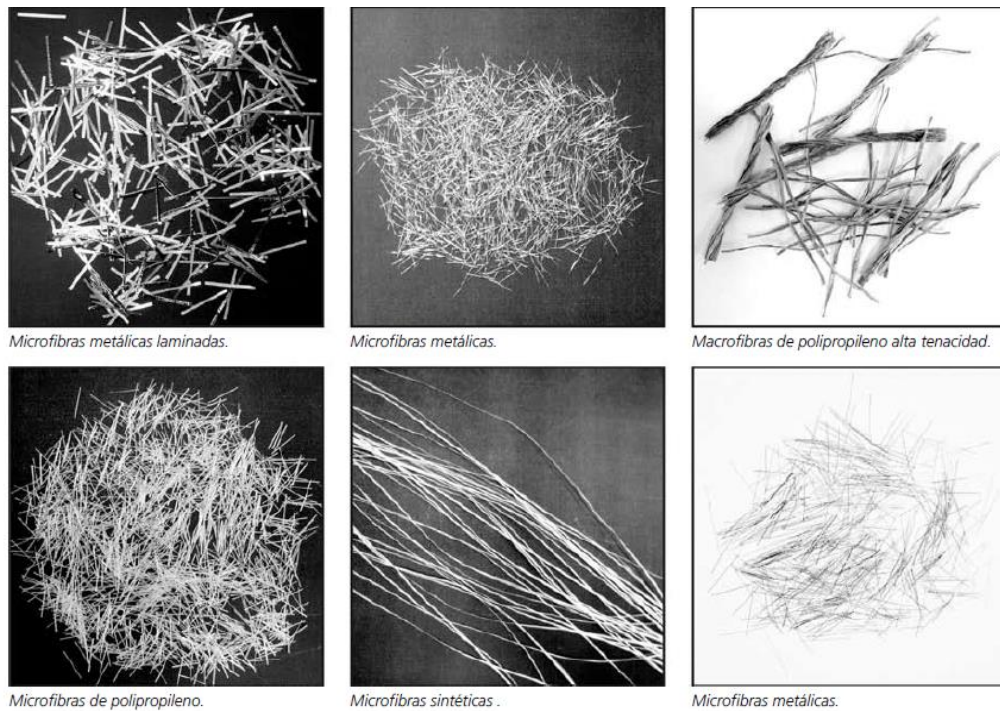 Microfibras metálicas laminadas.
Microfibras metálicas.
Macrofibras de polipropileno alta tenacidad.
Microfibras de polipropileno.
Microfibras sintéticas .
Microfibras metálicas.